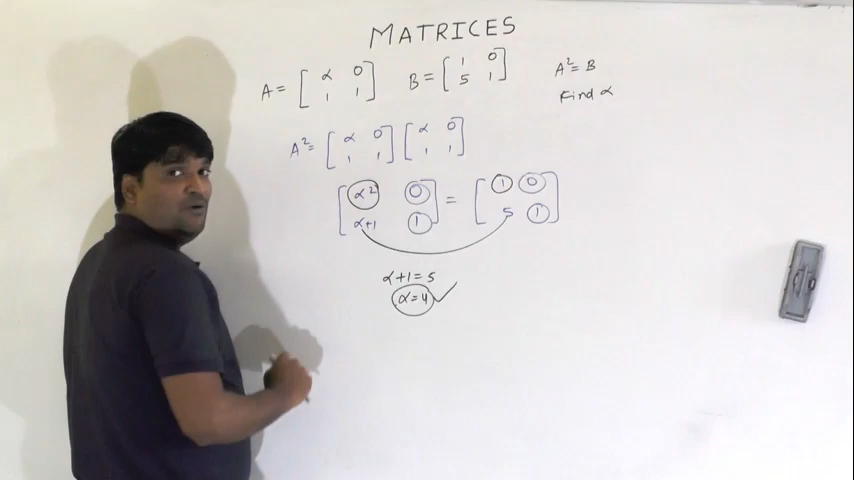 MATRICES
A = [ α 0 ; 1 1 ] B = [ 1 0 ; 5 1 ] A² = B
Find α
A² = [ α 0 ; 1 1 ] [ α 0 ; 1 1 ]
[ α² 0 ; α+1 1 ] = [ 1 0 ; 5 1 ]
α+1=5
α=4 ✓